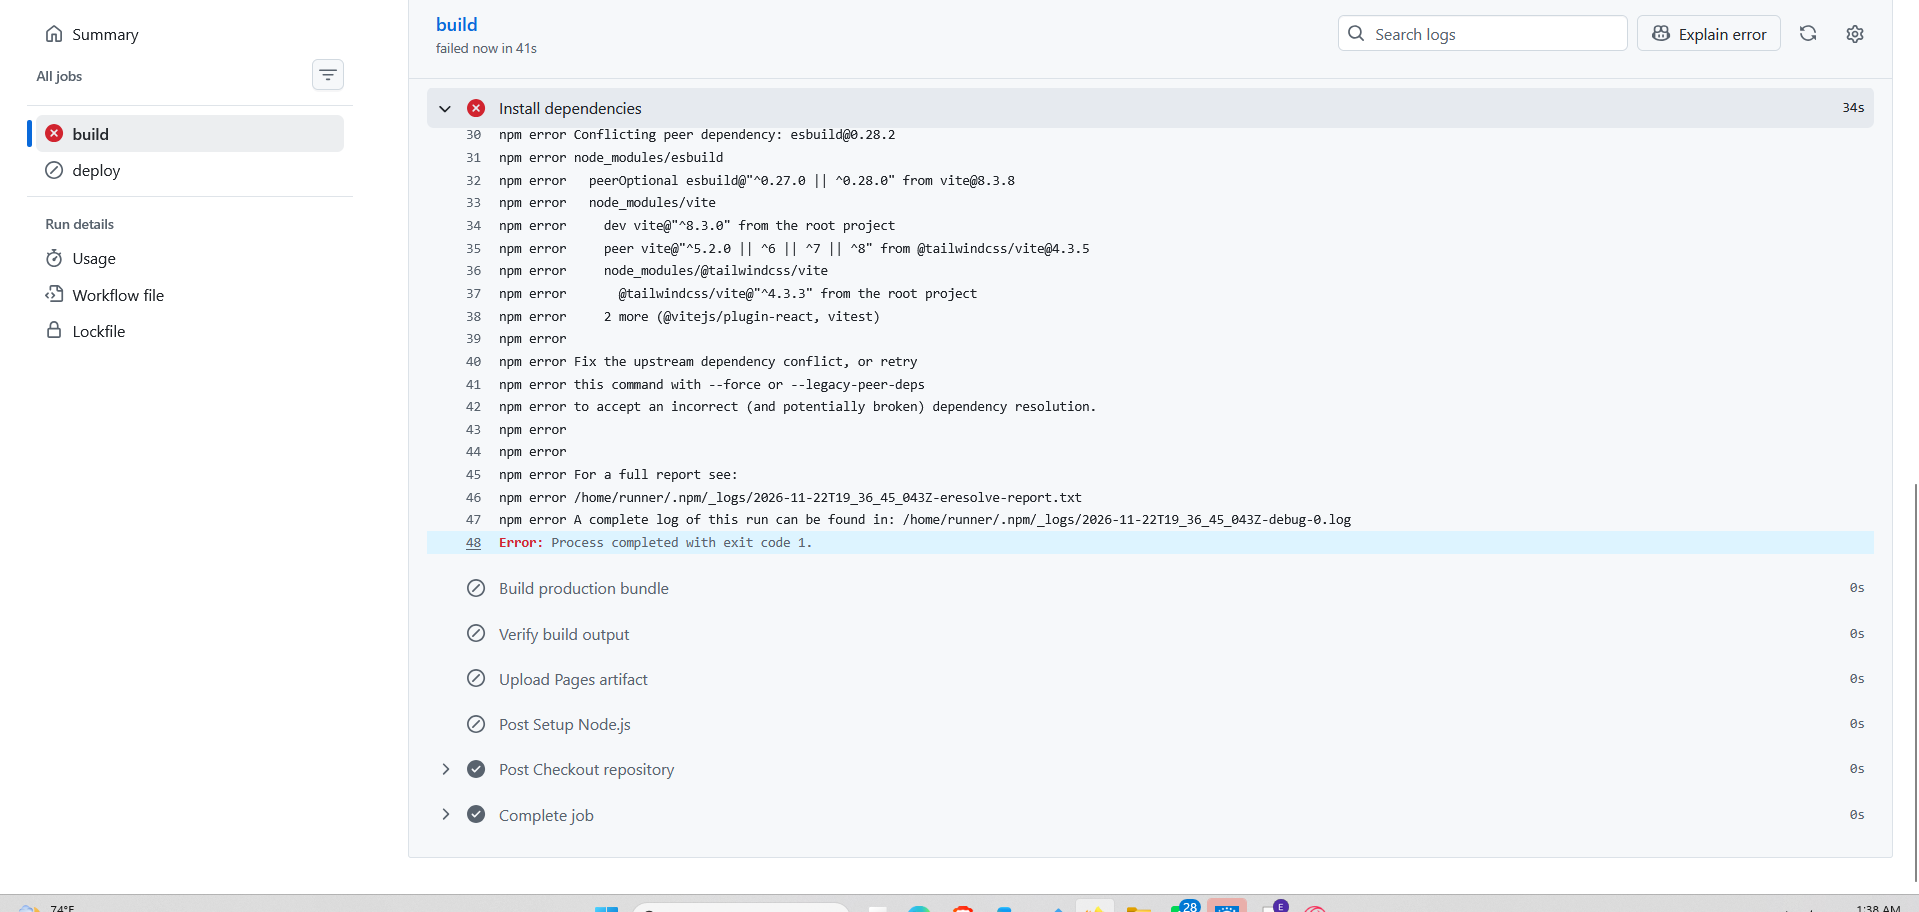 Summary
All jobs
build
deploy
Run details
Usage
Workflow file
Lockfile
build
failed now in 41s
Search logs
Explain error
Install dependencies
34s
30 npm error Conflicting peer dependency: esbuild@0.28.2
31 npm error node_modules/esbuild
32 npm error   peerOptional esbuild@"^0.27.0 || ^0.28.0" from vite@8.3.8
33 npm error   node_modules/vite
34 npm error     dev vite@"^8.3.0" from the root project
35 npm error     peer vite@"^5.2.0 || ^6 || ^7 || ^8" from @tailwindcss/vite@4.3.5
36 npm error     node_modules/@tailwindcss/vite
37 npm error       @tailwindcss/vite@"^4.3.3" from the root project
38 npm error     2 more (@vitejs/plugin-react, vitest)
39 npm error
40 npm error Fix the upstream dependency conflict, or retry
41 npm error this command with --force or --legacy-peer-deps
42 npm error to accept an incorrect (and potentially broken) dependency resolution.
43 npm error
44 npm error
45 npm error For a full report see:
46 npm error /home/runner/.npm/_logs/2026-11-22T19_36_45_043Z-eresolve-report.txt
47 npm error A complete log of this run can be found in: /home/runner/.npm/_logs/2026-11-22T19_36_45_043Z-debug-0.log
48 Error: Process completed with exit code 1.
Build production bundle 0s
Verify build output 0s
Upload Pages artifact 0s
Post Setup Node.js 0s
Post Checkout repository 0s
Complete job 0s
74°F
28
E
1:38 AM